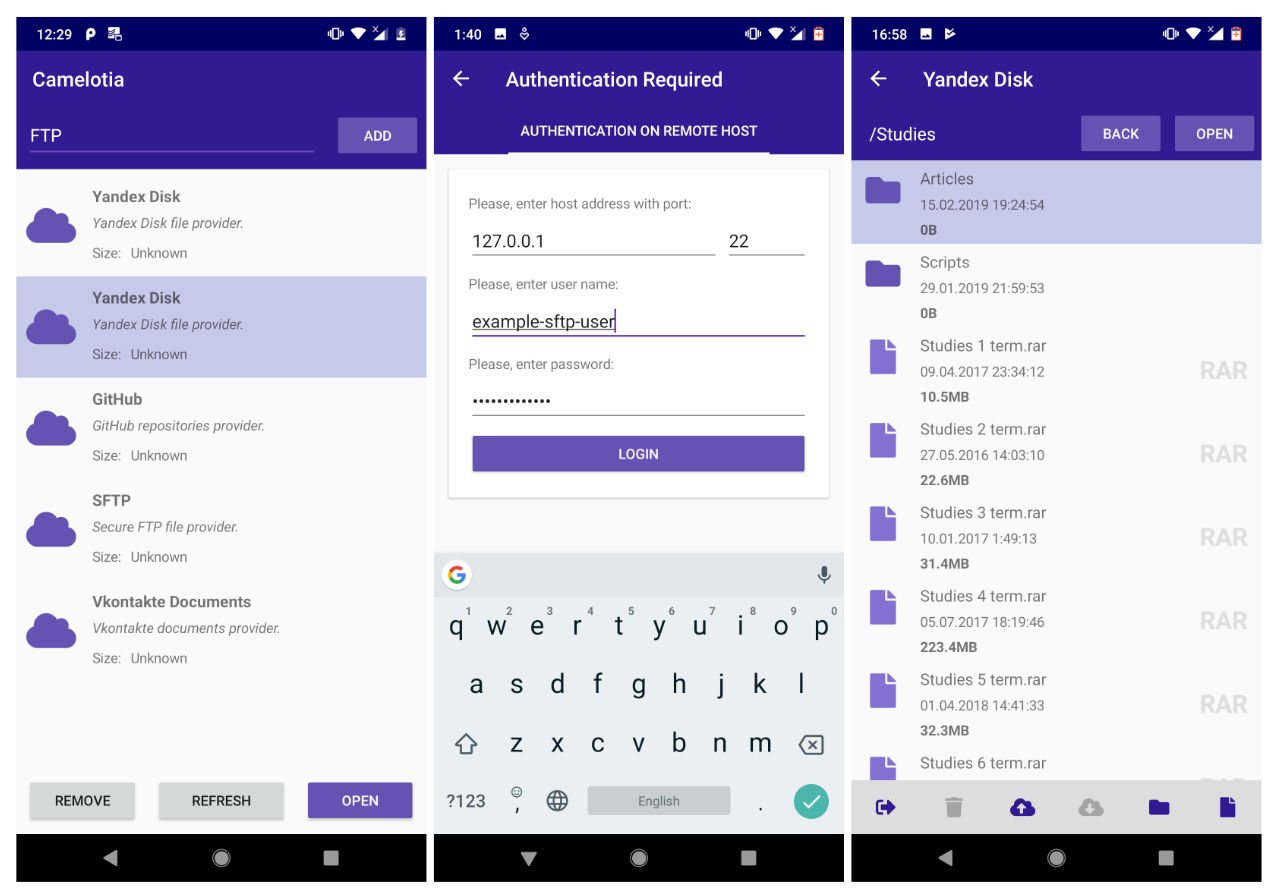 12:29
Camelotia
FTP
ADD
Yandex Disk
Yandex Disk file provider.
Size: Unknown
Yandex Disk
Yandex Disk file provider.
Size: Unknown
GitHub
GitHub repositories provider.
Size: Unknown
SFTP
Secure FTP file provider.
Size: Unknown
Vkontakte Documents
Vkontakte documents provider.
Size: Unknown
REMOVE
REFRESH
OPEN
1:40
Authentication Required
AUTHENTICATION ON REMOTE HOST
Please, enter host address with port:
127.0.0.1
22
Please, enter user name:
example-sftp-user
Please, enter password:
•••••••••••••
LOGIN
1 2 3 4 5 6 7 8 9 0
q w e r t y u i o p
a s d f g h j k l
z x c v b n m
?123 , English .
16:58
Yandex Disk
/Studies
BACK
OPEN
Articles
15.02.2019 19:24:54
0B
Scripts
29.01.2019 21:59:53
0B
Studies 1 term.rar
09.04.2017 23:34:12
RAR
10.5MB
Studies 2 term.rar
27.05.2016 14:03:10
RAR
22.6MB
Studies 3 term.rar
10.01.2017 1:49:13
RAR
31.4MB
Studies 4 term.rar
05.07.2017 18:19:46
RAR
223.4MB
Studies 5 term.rar
01.04.2018 14:41:33
RAR
32.3MB
Studies 6 term.rar